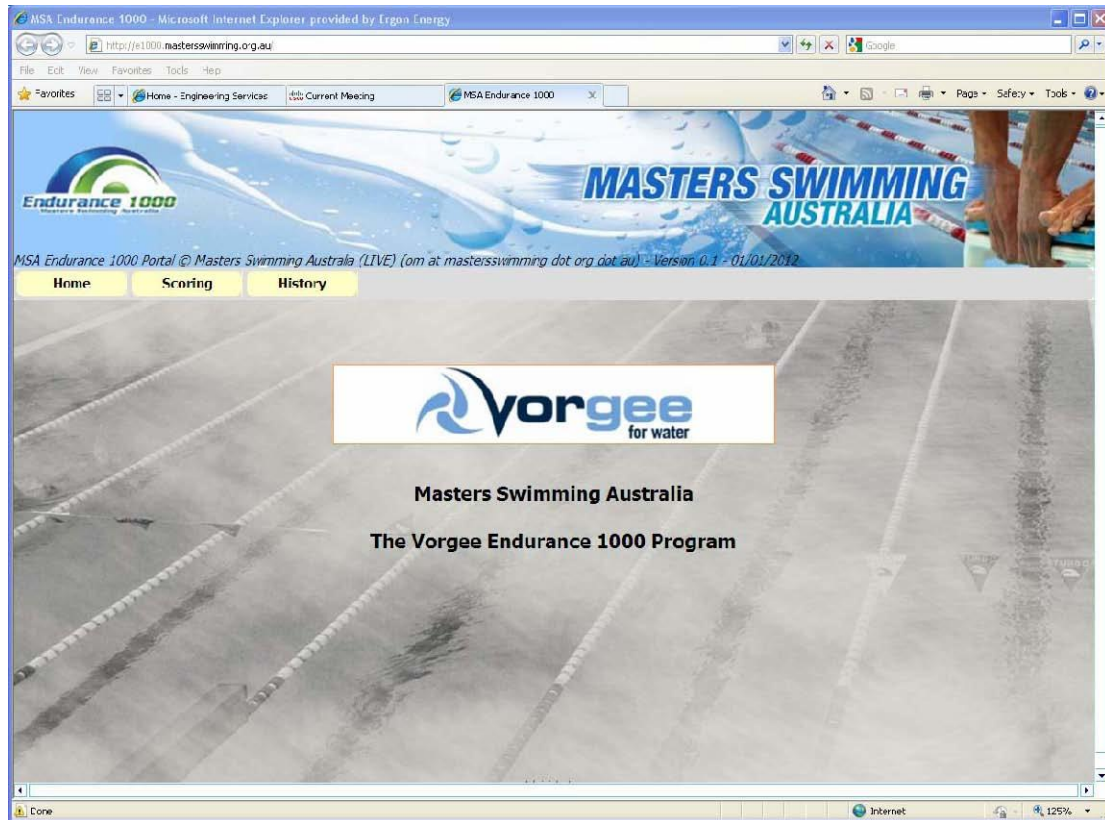 MSA Endurance 1000 - Microsoft Internet Explorer provided by Ergon Energy
http://e1000.mastersswimming.org.au/
Google
File Edit View Favorites Tools Help
Favorites Home - Engineering Services Current Meeting MSA Endurance 1000 x Page Safety Tools
Endurance 1000
Masters Swimming Australia
MASTERS SWIMMING
AUSTRALIA
MSA Endurance 1000 Portal © Masters Swimming Australia (LIVE) (om at mastersswimming dot org dot au) - Version 0.1 - 01/01/2012
Home Scoring History
Vorgee
for water
Masters Swimming Australia
The Vorgee Endurance 1000 Program
Done Internet 125%